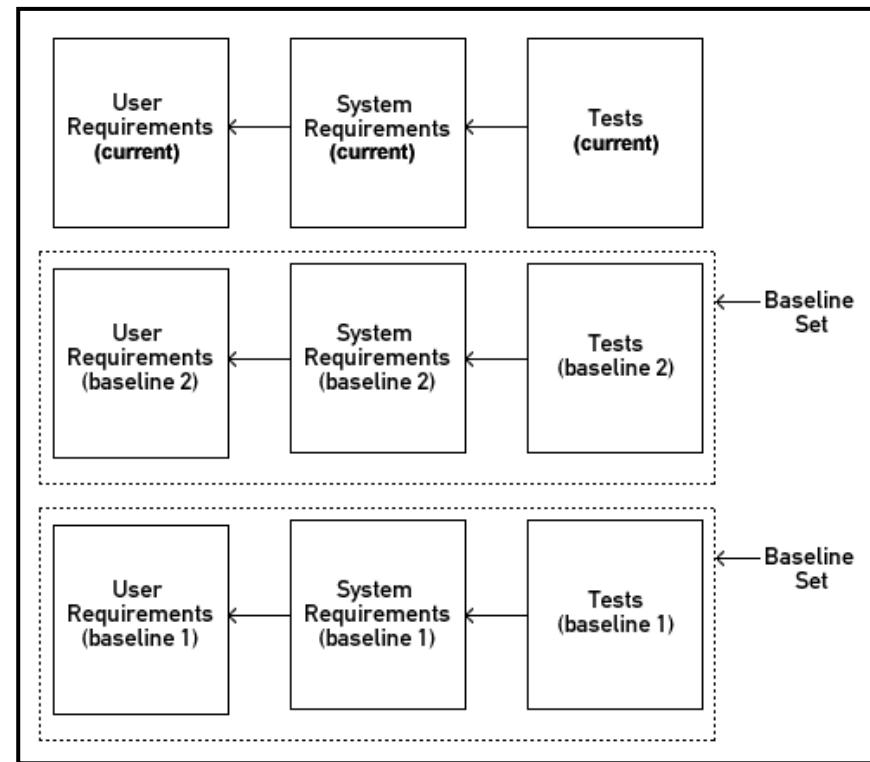 User
Requirements
(current)
System
Requirements
(current)
Tests
(current)
User
Requirements
(baseline 2)
System
Requirements
(baseline 2)
Tests
(baseline 2)
Baseline
Set
User
Requirements
(baseline 1)
System
Requirements
(baseline 1)
Tests
(baseline 1)
Baseline
Set